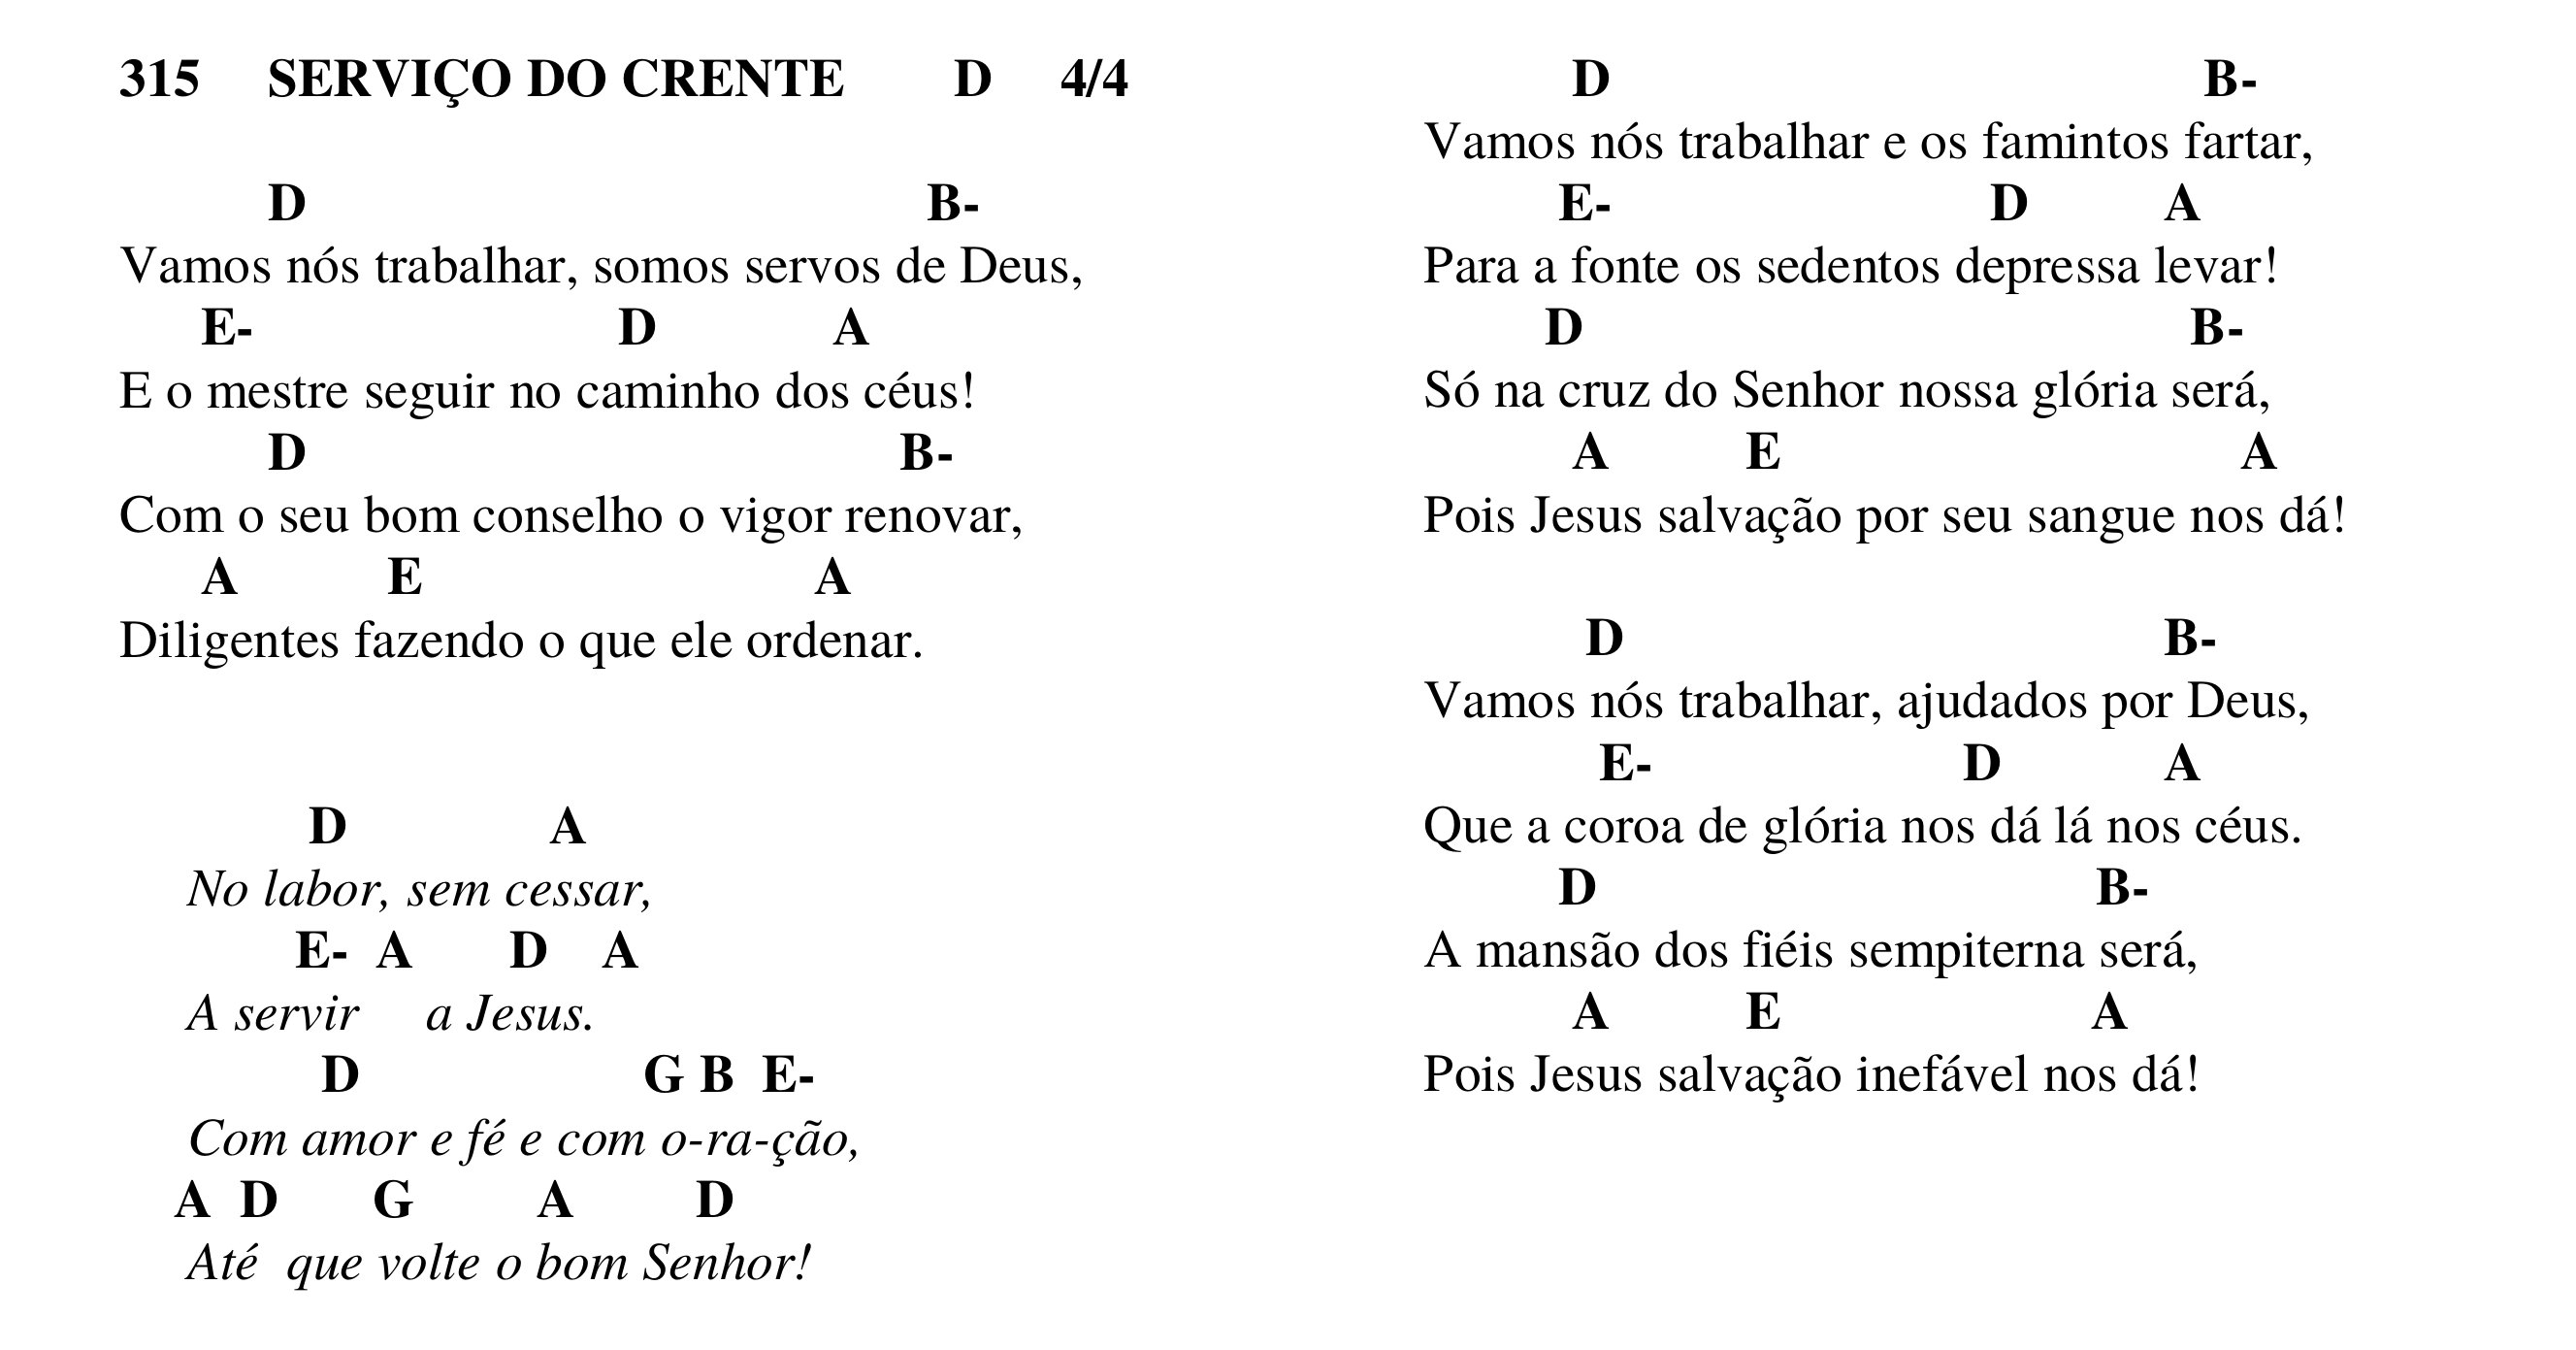 315 SERVIÇO DO CRENTE D 4/4
D B-
Vamos nós trabalhar, somos servos de Deus,
E- D A
E o mestre seguir no caminho dos céus!
D B-
Com o seu bom conselho o vigor renovar,
A E A
Diligentes fazendo o que ele ordenar.
D A
No labor, sem cessar,
E- A D A
A servir a Jesus.
D G B E-
Com amor e fé e com o-ra-ção,
A D G A D
Até que volte o bom Senhor!
D B-
Vamos nós trabalhar e os famintos fartar,
E- D A
Para a fonte os sedentos depressa levar!
D B-
Só na cruz do Senhor nossa glória será,
A E A
Pois Jesus salvação por seu sangue nos dá!
D B-
Vamos nós trabalhar, ajudados por Deus,
E- D A
Que a coroa de glória nos dá lá nos céus.
D B-
A mansão dos fiéis sempiterna será,
A E A
Pois Jesus salvação inefável nos dá!